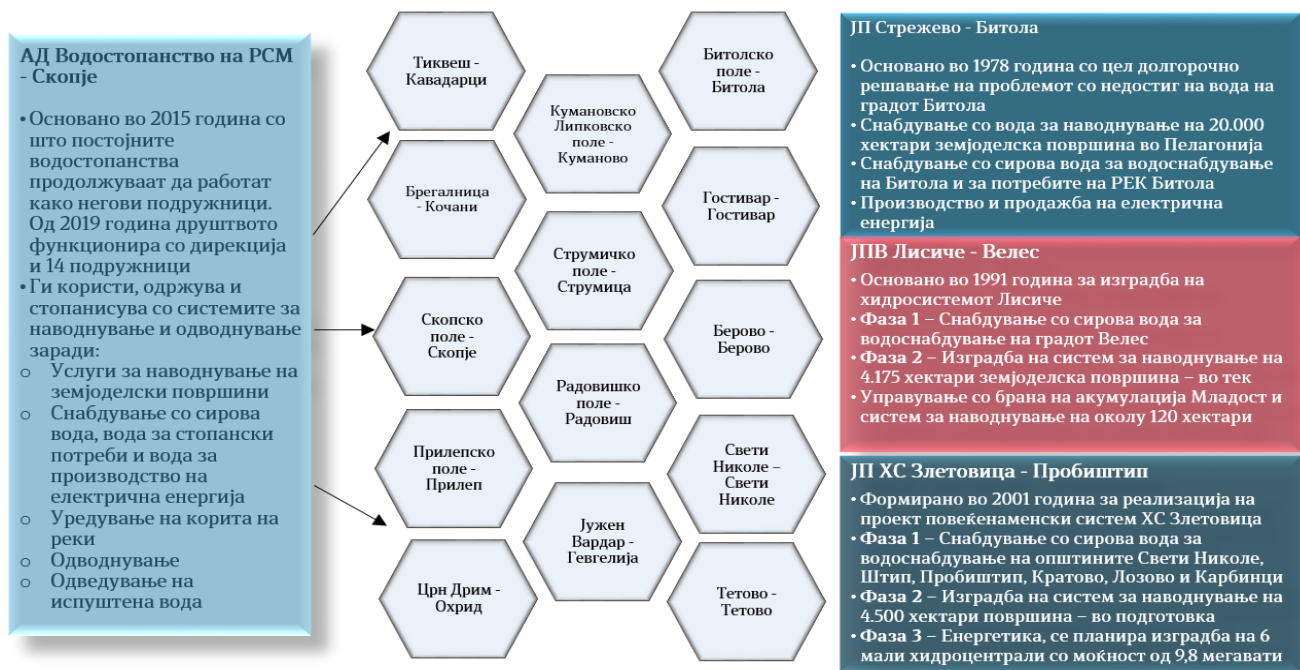 АД Водостопанство на РСМ
- Скопје
• Основано во 2015 година со
што постојните
водостопанства
продолжуваат да работат
како негови подружници.
Од 2019 година друштвото
функционира со дирекција
и 14 подружници
• Ги користи, одржува и
стопанисува со системите за
наводнување и одводнување
заради:
o Услуги за наводнување на
земјоделски површини
o Снабдување со сирова
вода, вода за стопански
потреби и вода за
производство на
електрична енергија
o Уредување на корита на
реки
o Одводнување
o Одведување на
испуштена вода
Тиквеш -
Кавадарци
Брегалница
- Кочани
Скопско
поле -
Скопје
Прилепско
поле -
Прилеп
Црн Дрим -
Охрид
Кумановско
Липковско
поле -
Куманово
Струмичко
поле -
Струмица
Радовишко
поле -
Радовиш
Јужен
Вардар -
Гевгелија
Битолско
поле -
Битола
Гостивар -
Гостивар
Берово -
Берово
Свети
Николе –
Свети
Николе
Тетово -
Тетово
ЈП Стрежево - Битола
• Основано во 1978 година со цел долгорочно
решавање на проблемот со недостиг на вода на
градот Битола
• Снабдување со вода за наводнување на 20.000
хектари земјоделска површина во Пелагонија
• Снабдување со сирова вода за водоснабдување
на Битола и за потребите на РЕК Битола
• Производство и продажба на електрична
енергија
ЈПВ Лисиче - Велес
• Основано во 1991 година за изградба на
хидросистемот Лисиче
• Фаза 1 – Снабдување со сирова вода за
водоснабдување на градот Велес
• Фаза 2 – Изградба на систем за наводнување на
4.175 хектари земјоделска површина – во тек
• Управување со брана на акумулација Младост и
систем за наводнување на околу 120 хектари
ЈП ХС Злетовица - Пробиштип
• Формирано во 2001 година за реализација на
проект повеќенаменски систем ХС Злетовица
• Фаза 1 – Снабдување со сирова вода за
водоснабдување на општините Свети Николе,
Штип, Пробиштип, Кратово, Лозово и Карбинци
• Фаза 2 – Изградба на систем за наводнување на
4.500 хектари површина – во подготовка
• Фаза 3 – Енергетика, се планира изградба на 6
мали хидроцентрали со моќност од 9,8 мегавати